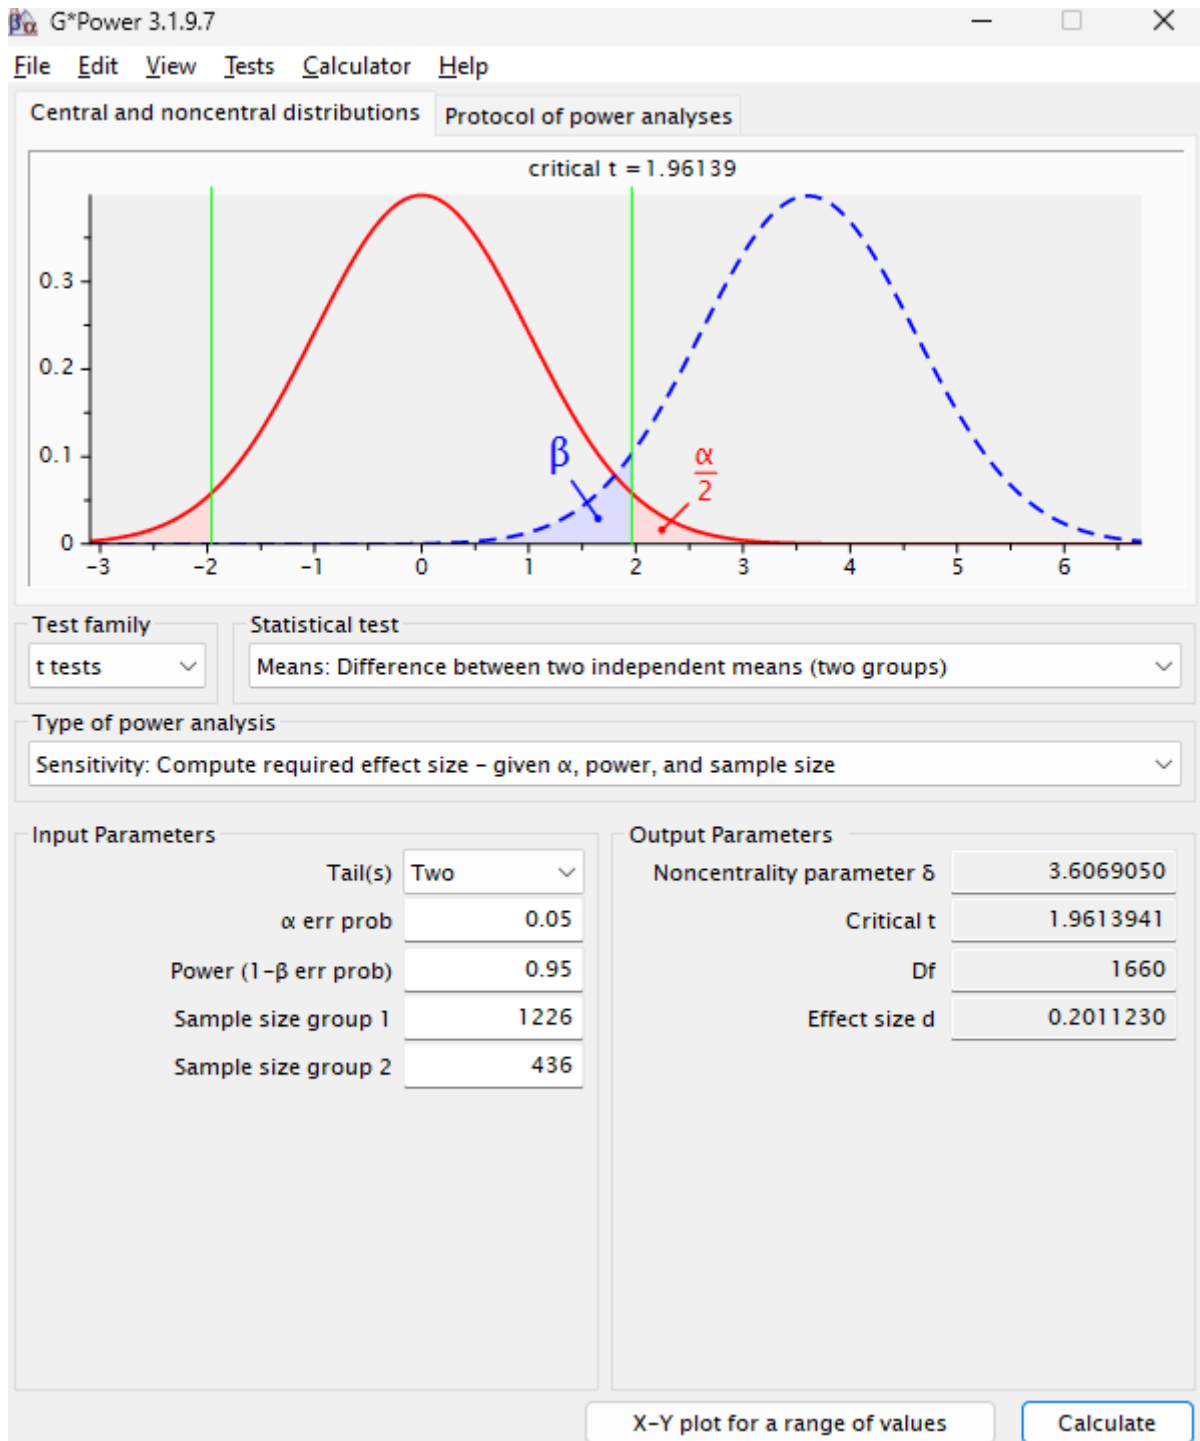 G*Power 3.1.9.7
File Edit View Tests Calculator Help
Central and noncentral distributions Protocol of power analyses
critical t = 1.96139
0.3
0.2
0.1
0
β
α
2
-3 -2 -1 0 1 2 3 4 5 6
Test family Statistical test
t tests Means: Difference between two independent means (two groups)
Type of power analysis
Sensitivity: Compute required effect size – given α, power, and sample size
Input Parameters Output Parameters
Tail(s) Two Noncentrality parameter δ 3.6069050
α err prob 0.05 Critical t 1.9613941
Power (1-β err prob) 0.95 Df 1660
Sample size group 1 1226 Effect size d 0.2011230
Sample size group 2 436
X-Y plot for a range of values Calculate